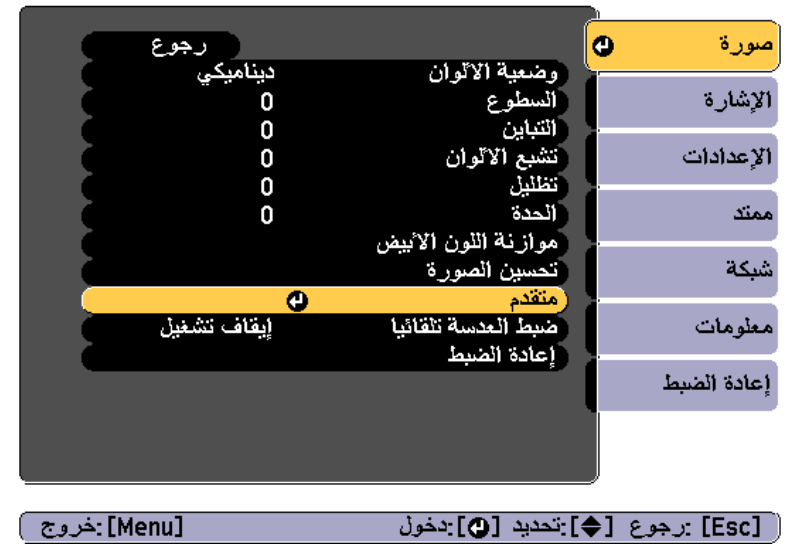 صورة
الإشارة
الإعدادات
ممتد
شبكة
معلومات
إعادة الضبط
رجوع
وضعية الألوان ديناميكي
السطوع 0
التباين 0
تشبع الألوان 0
تظليل 0
الحدة 0
موازنة اللون الأبيض
تحسين الصورة
متقدم
ضبط العدسة تلقائيا إيقاف تشغيل
إعادة الضبط
[Esc] :رجوع [◆]:تحديد [↵]:دخول [Menu]:خروج